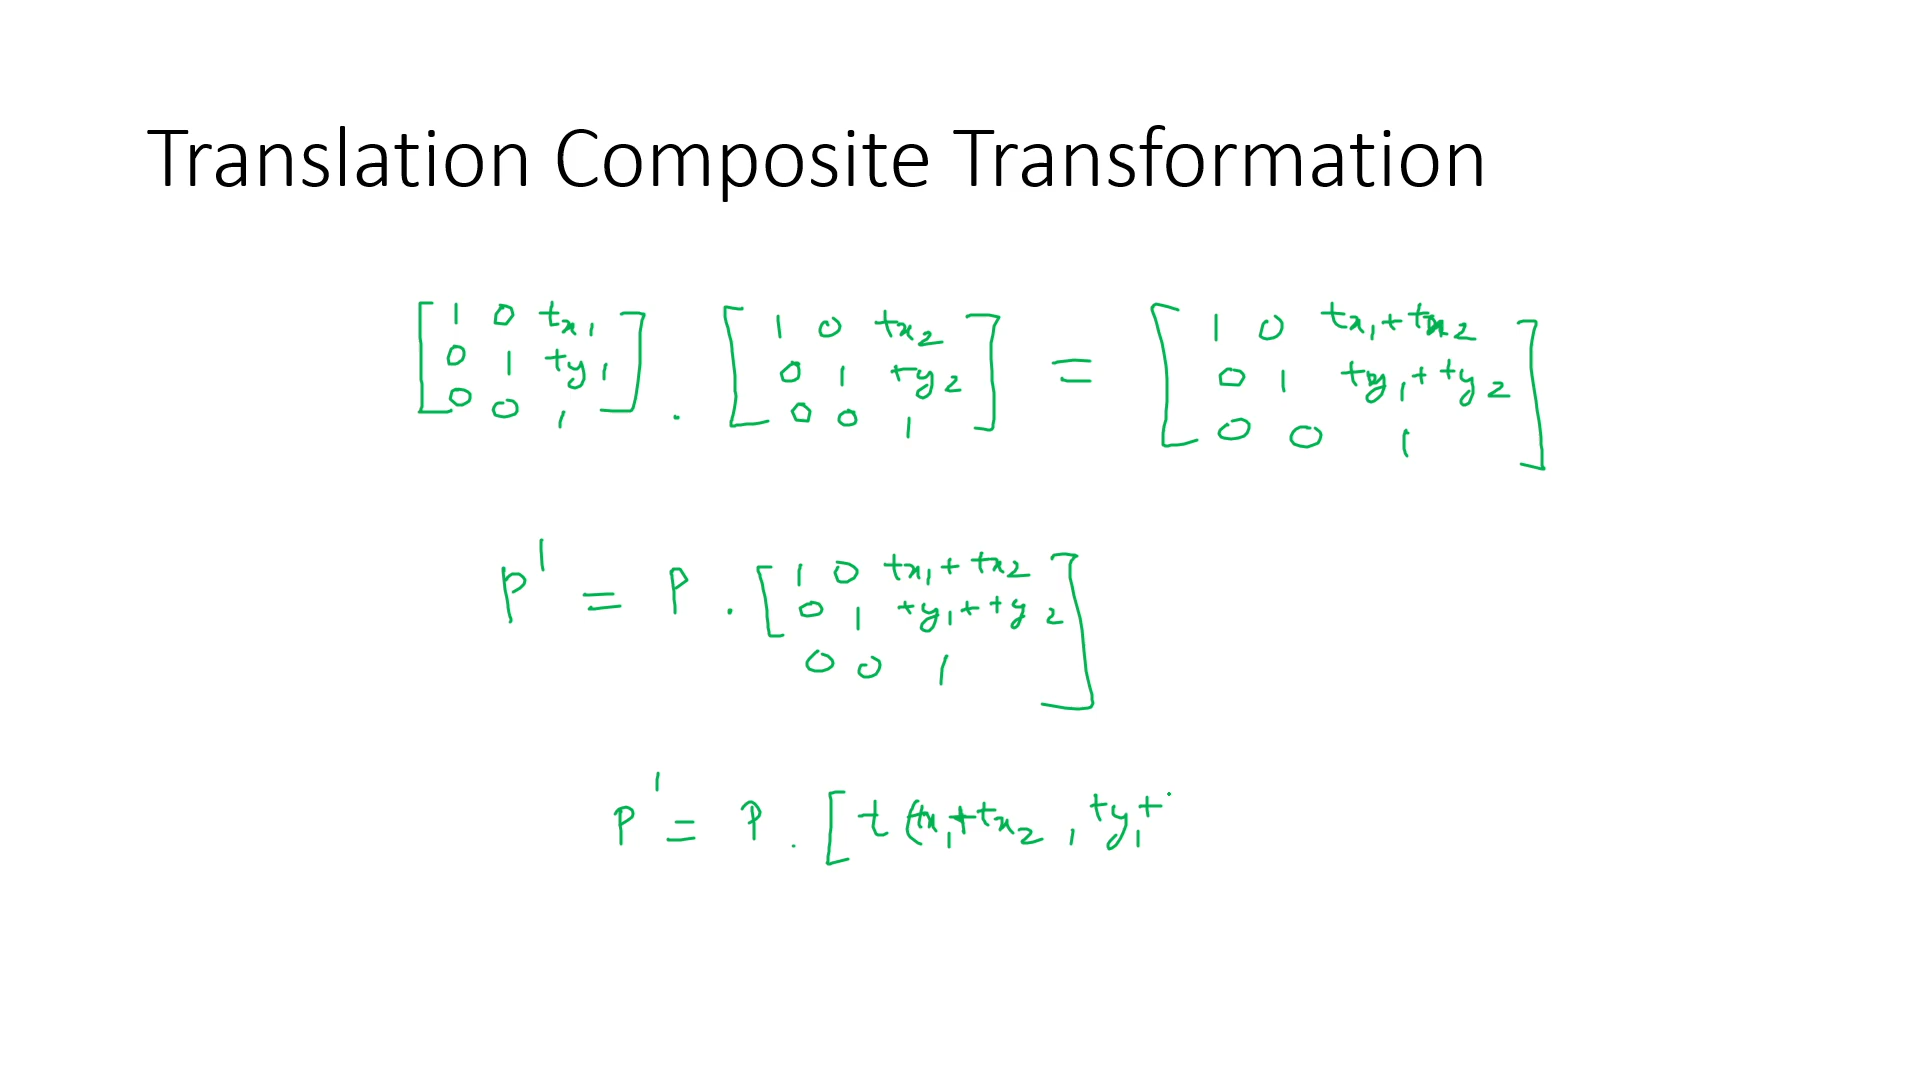 Translation Composite Transformation
[1 0 tx1 [1 0 tx2 [1 0 tx1+tx2
0 1 ty1] . 0 1 ty2] = 0 1 ty1+ty2]
0 0 1 0 0 1 0 0 1
P' = P . [1 0 tx1+tx2
0 1 ty1+ty2
0 0 1]
P' = P . [t (tx1+tx2, ty1+